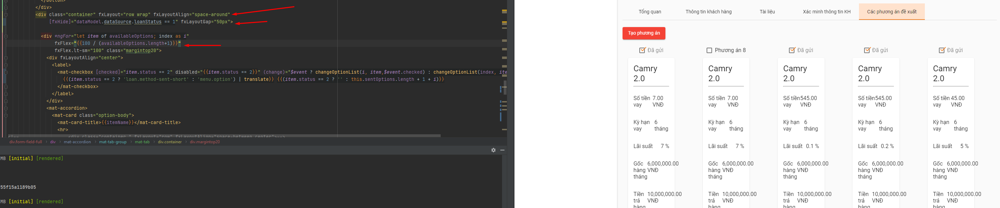 </button>
</div>
<div class="container" fxLayout="row wrap" fxLayoutAlign="space-around"
[fxHide]="dataModel.dataSource.loanStatus == 1" fxLayoutGap="50px">
<div *ngFor="let item of availableOptions; index as i"
fxFlex="{{100 / (availableOptions.length+1)}}"
fxFlex.lt-sm="100" class="margintop20">
<div fxLayoutAlign="center">
<label>
<mat-checkbox [checked]="item.status == 2" disabled="{{item.status == 2}}" (change)="$event ? changeOptionList(i, item,$event.checked) : changeOptionList(index, ite
{{(item.status == 2 ? 'loan.method-sent-short' : 'menu.option') | translate}} {{(item.status == 2 ? '' : this.sentOptions.length + 1 + i)}}
</mat-checkbox>
</label>
</div>
<mat-accordion>
<mat-card class="option-body">
<mat-card-title>{{itemName}}</mat-card-title>
<hr>
<!-- <div class="container " fxLayout="row" fxLayoutAlign="space-between center">-->
div.form-field-full › div › mat-accordion › mat-tab-group › mat-tab › div.container › div.margintop20
MB [initial] [rendered]
55f15a1189b05
MB [initial] [rendered]
Tổng quan Thông tin khách hàng Tài liệu Xác minh thông tin KH Các phương án đề xuất
Tạo phương án
Đã gửi Phương án 8 Đã gửi Đã gửi Đã gửi
Camry Camry Camry Camry Camry
2.0 2.0 2.0 2.0 2.0
Số tiền 7.00 Số tiền 7.00 Số tiền 545.00 Số tiền 545.00 Số tiền 45.00
vay VNĐ vay VNĐ vay VNĐ vay VNĐ vay VNĐ
Kỳ hạn 6 Kỳ hạn 6 Kỳ hạn 6 Kỳ hạn 6 Kỳ hạn 6
vay tháng vay tháng vay tháng vay tháng vay tháng
Lãi suất 7 % Lãi suất 7 % Lãi suất 0.1 % Lãi suất 0.2 % Lãi suất 5 %
Gốc 6,000,000.00 Gốc 6,000,000.00 Gốc 6,000,000.00 Gốc 6,000,000.00 Gốc 6,000,000.00
hàng VNĐ hàng VNĐ hàng VNĐ hàng VNĐ hàng VNĐ
tháng tháng tháng tháng tháng
Tiền 10,000,000.00 Tiền 10,000,000.00 Tiền 10,000,000.00 Tiền 10,000,000.00 Tiền 10,000,000.00
trả VNĐ trả VNĐ trả VNĐ trả VNĐ trả VNĐ
hàng hàng hàng hàng hàng